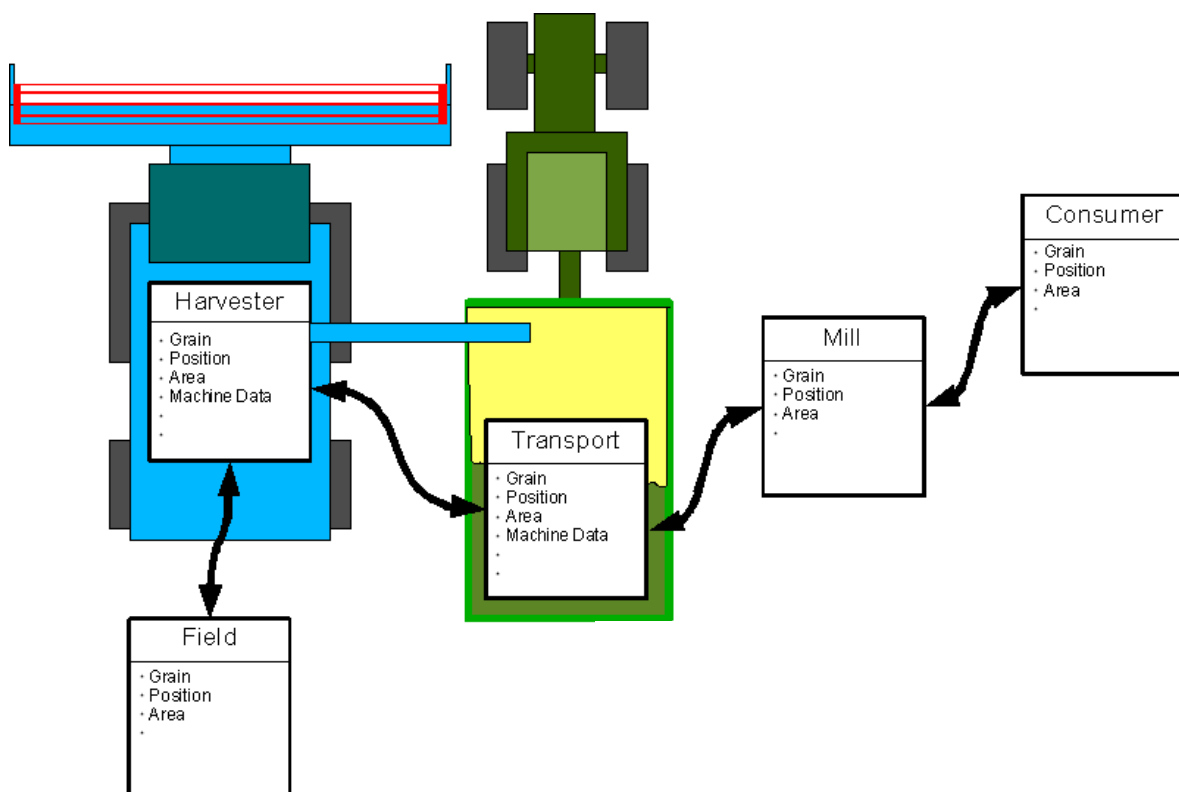 Harvester
Grain
Position
Area
Machine Data
Transport
Grain
Position
Area
Machine Data
Mill
Grain
Position
Area
Consumer
Grain
Position
Area
Field
Grain
Position
Area